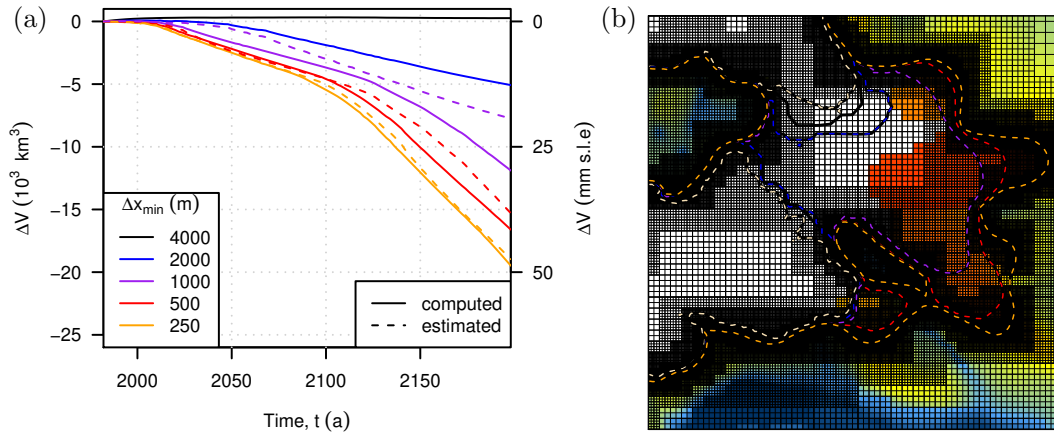 (a)
(b)
0
−5
−10
−15
−20
−25
ΔV (10³ km³)
0
25
50
ΔV (mm s.l.e)
Δx_min (m)
4000
2000
1000
500
250
computed
estimated
2000
2050
2100
2150
Time, t (a)